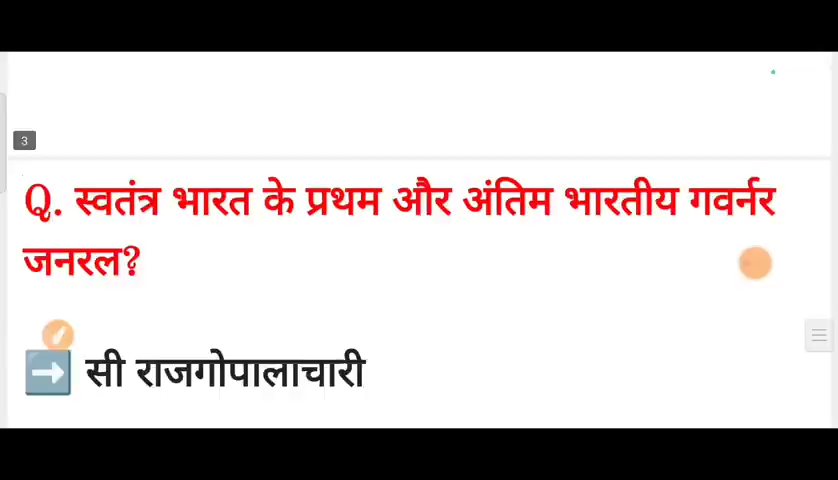 3
Q. स्वतंत्र भारत के प्रथम और अंतिम भारतीय गवर्नर
जनरल?
➡️ सी राजगोपालाचारी